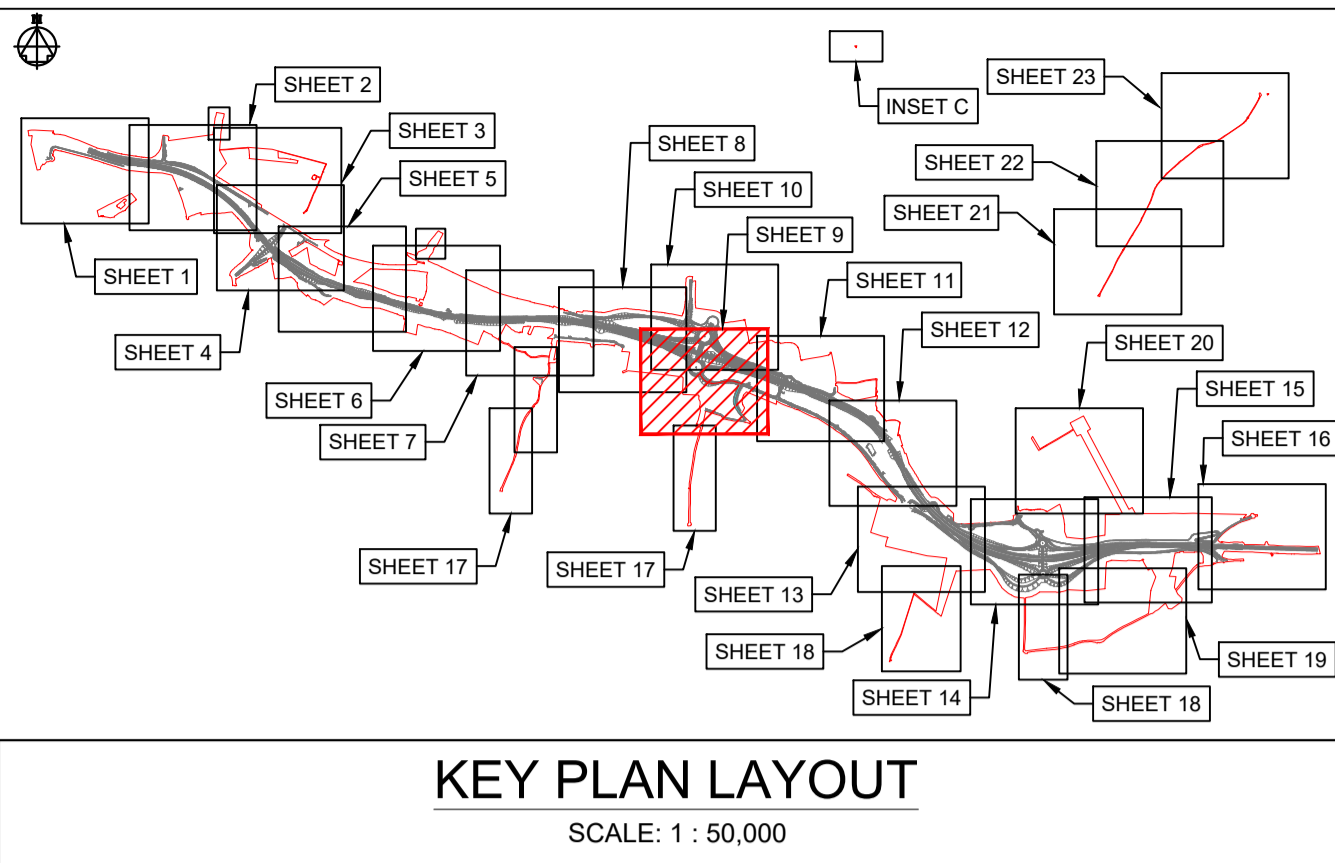 SHEET 2
SHEET 3
SHEET 5
SHEET 8
SHEET 10
SHEET 9
INSET C
SHEET 23
SHEET 22
SHEET 21
SHEET 1
SHEET 11
SHEET 12
SHEET 4
SHEET 20
SHEET 15
SHEET 6
SHEET 16
SHEET 7
SHEET 17
SHEET 17
SHEET 13
SHEET 18
SHEET 19
SHEET 14
SHEET 18
KEY PLAN LAYOUT
SCALE: 1 : 50,000